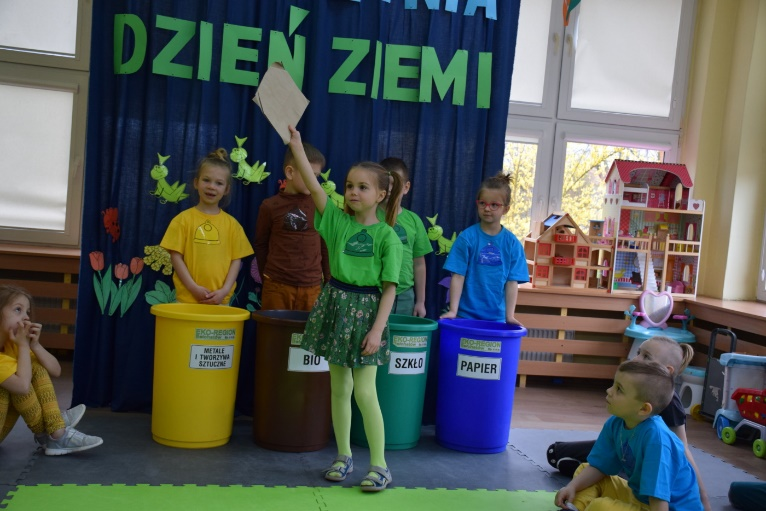 DZIEŃ ZIEMI
EKO-REGION
METALE
I TWORZYWA
SZTUCZNE
BIO
EKO-REGION
SZKŁO
EKO-REGION
PAPIER